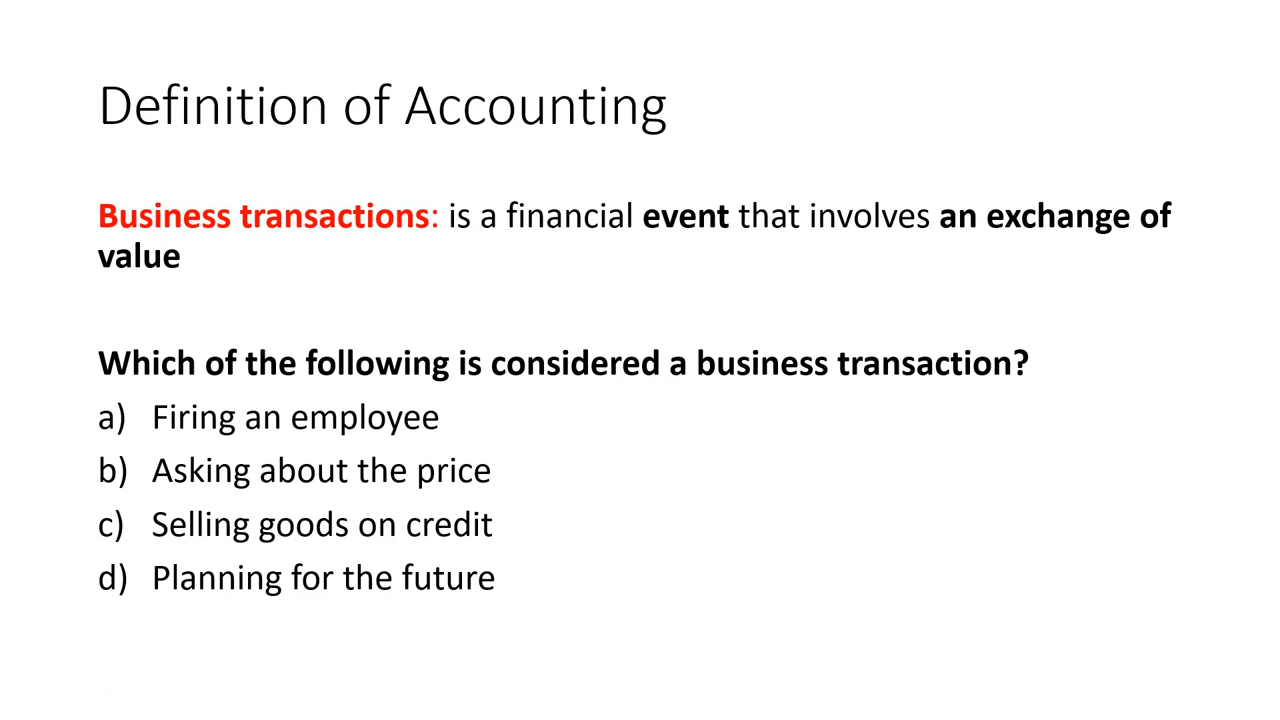 Definition of Accounting
Business transactions: is a financial event that involves an exchange of
value
Which of the following is considered a business transaction?
a) Firing an employee
b) Asking about the price
c) Selling goods on credit
d) Planning for the future